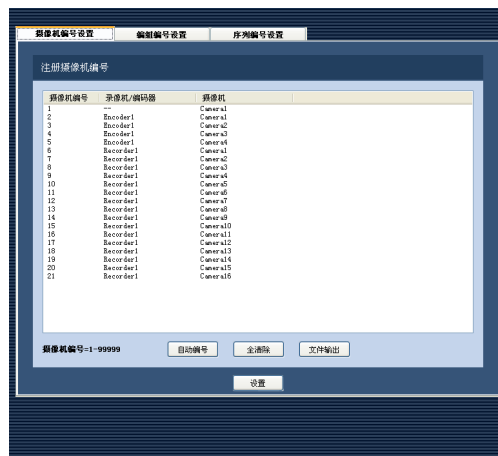 摄像机编号设置 编组编号设置 序列编号设置
注册摄像机编号
摄像机编号 录像机/编码器 摄像机
1 -- Camera1
2 Encoder1 Camera1
3 Encoder1 Camera2
4 Encoder1 Camera3
5 Encoder1 Camera4
6 Recorder1 Camera1
7 Recorder1 Camera2
8 Recorder1 Camera3
9 Recorder1 Camera4
10 Recorder1 Camera5
11 Recorder1 Camera6
12 Recorder1 Camera7
13 Recorder1 Camera8
14 Recorder1 Camera9
15 Recorder1 Camera10
16 Recorder1 Camera11
17 Recorder1 Camera12
18 Recorder1 Camera13
19 Recorder1 Camera14
20 Recorder1 Camera15
21 Recorder1 Camera16
摄像机编号=1-99999 自动编号 全清除 文件输出
设置